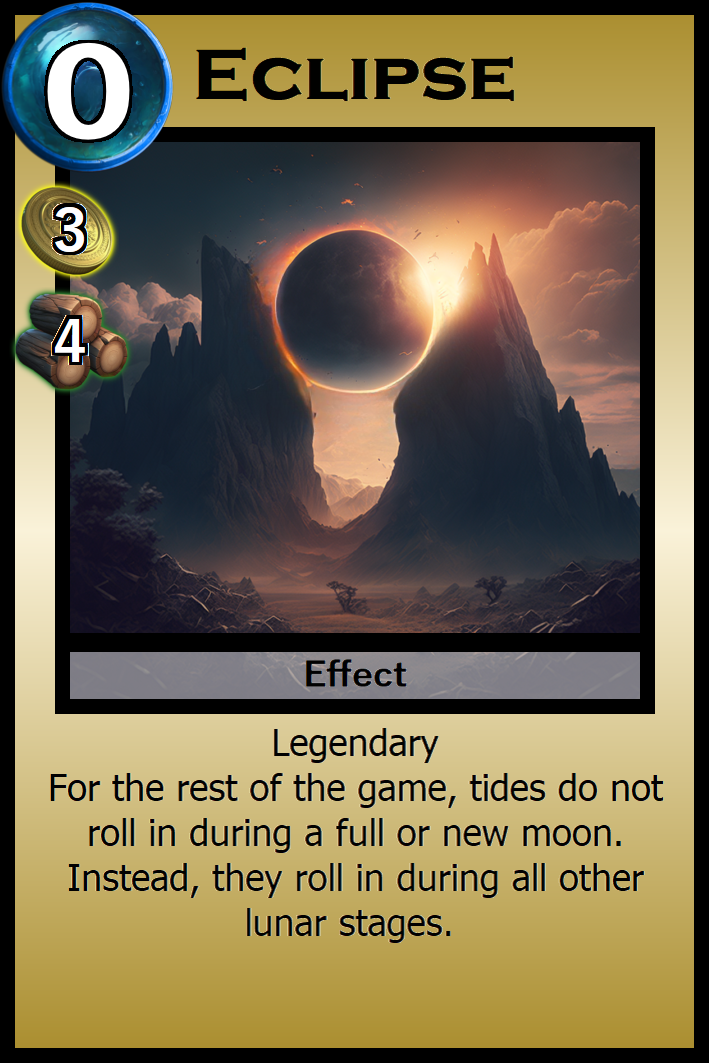 0
Eclipse
3
4
Effect
Legendary
For the rest of the game, tides do not
roll in during a full or new moon.
Instead, they roll in during all other
lunar stages.